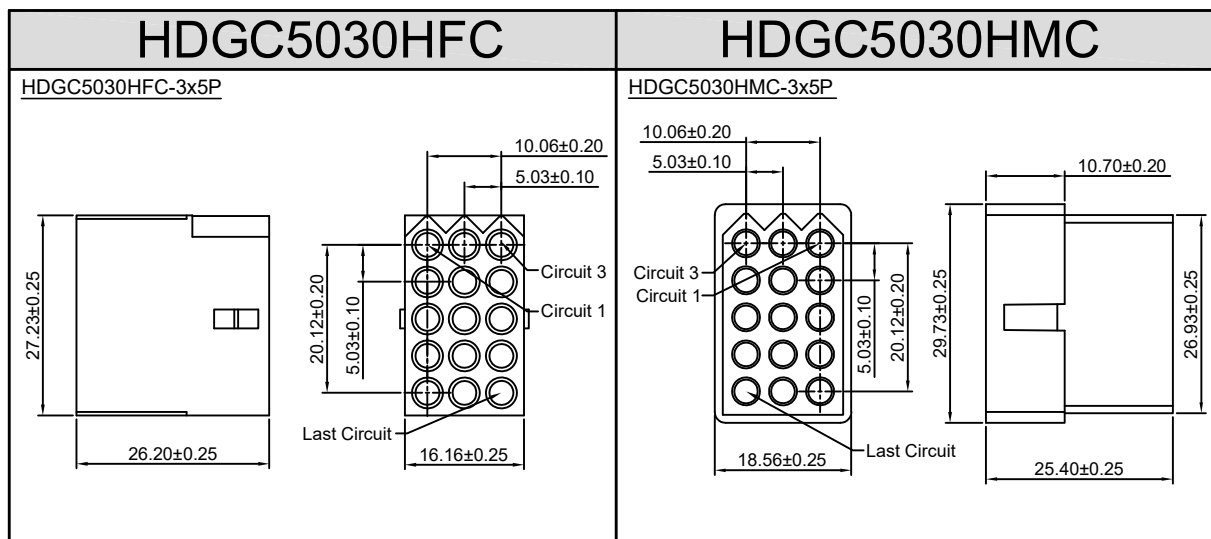 HDGC5030HFC
HDGC5030HMC
HDGC5030HFC-3x5P
10.06±0.20
5.03±0.10
27.23±0.25
20.12±0.20
5.03±0.10
Circuit 3
Circuit 1
Last Circuit
26.20±0.25
16.16±0.25
HDGC5030HMC-3x5P
10.06±0.20
5.03±0.10
10.70±0.20
Circuit 3
Circuit 1
5.03±0.10
20.12±0.20
29.73±0.25
26.93±0.25
Last Circuit
18.56±0.25
25.40±0.25